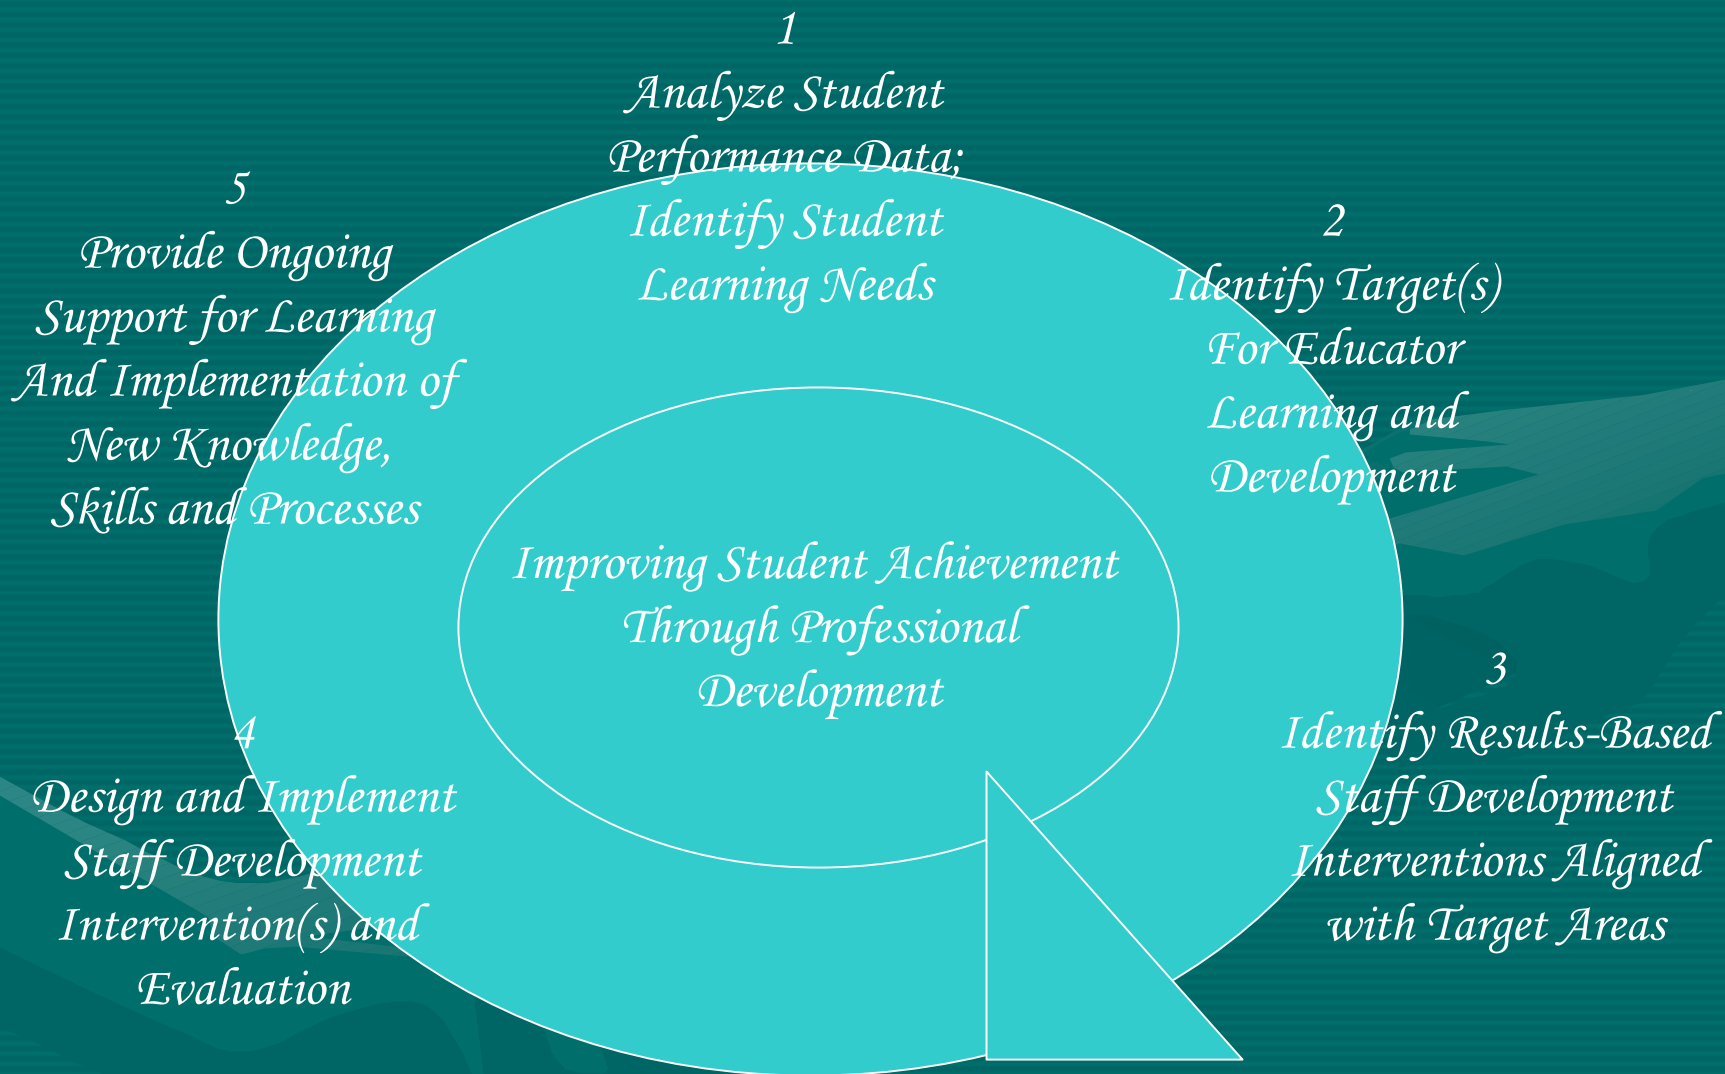 1
Analyze Student
Performance Data;
Identify Student
Learning Needs
2
Identify Target(s)
For Educator
Learning and
Development
3
Identify Results-Based
Staff Development
Interventions Aligned
with Target Areas
4
Design and Implement
Staff Development
Intervention(s) and
Evaluation
5
Provide Ongoing
Support for Learning
And Implementation of
New Knowledge,
Skills and Processes
Improving Student Achievement
Through Professional
Development